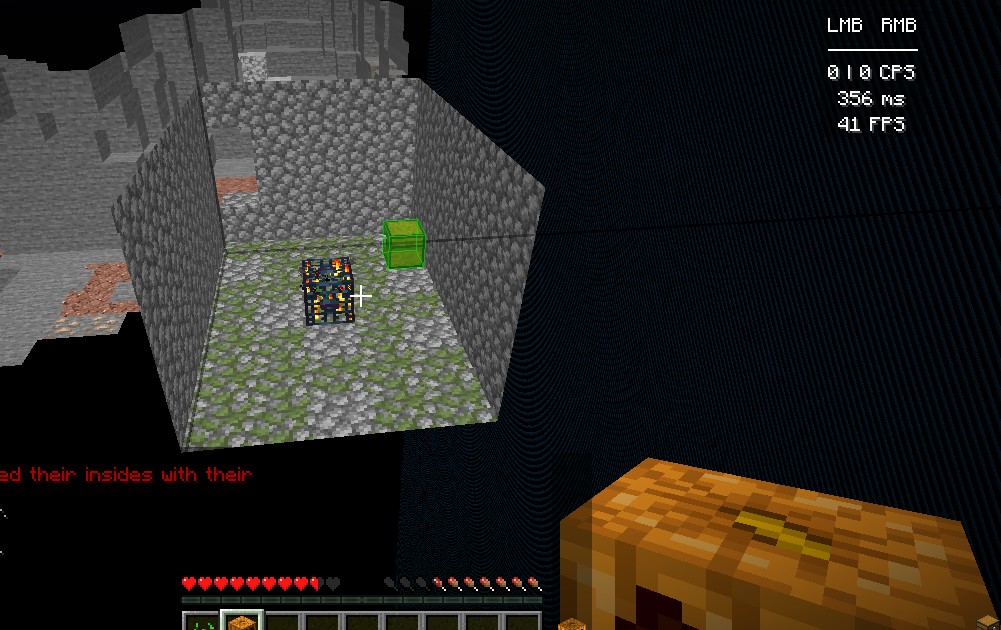 LMB RMB
0 | 0 CPS
356 ms
41 FPS
ed their insides with their